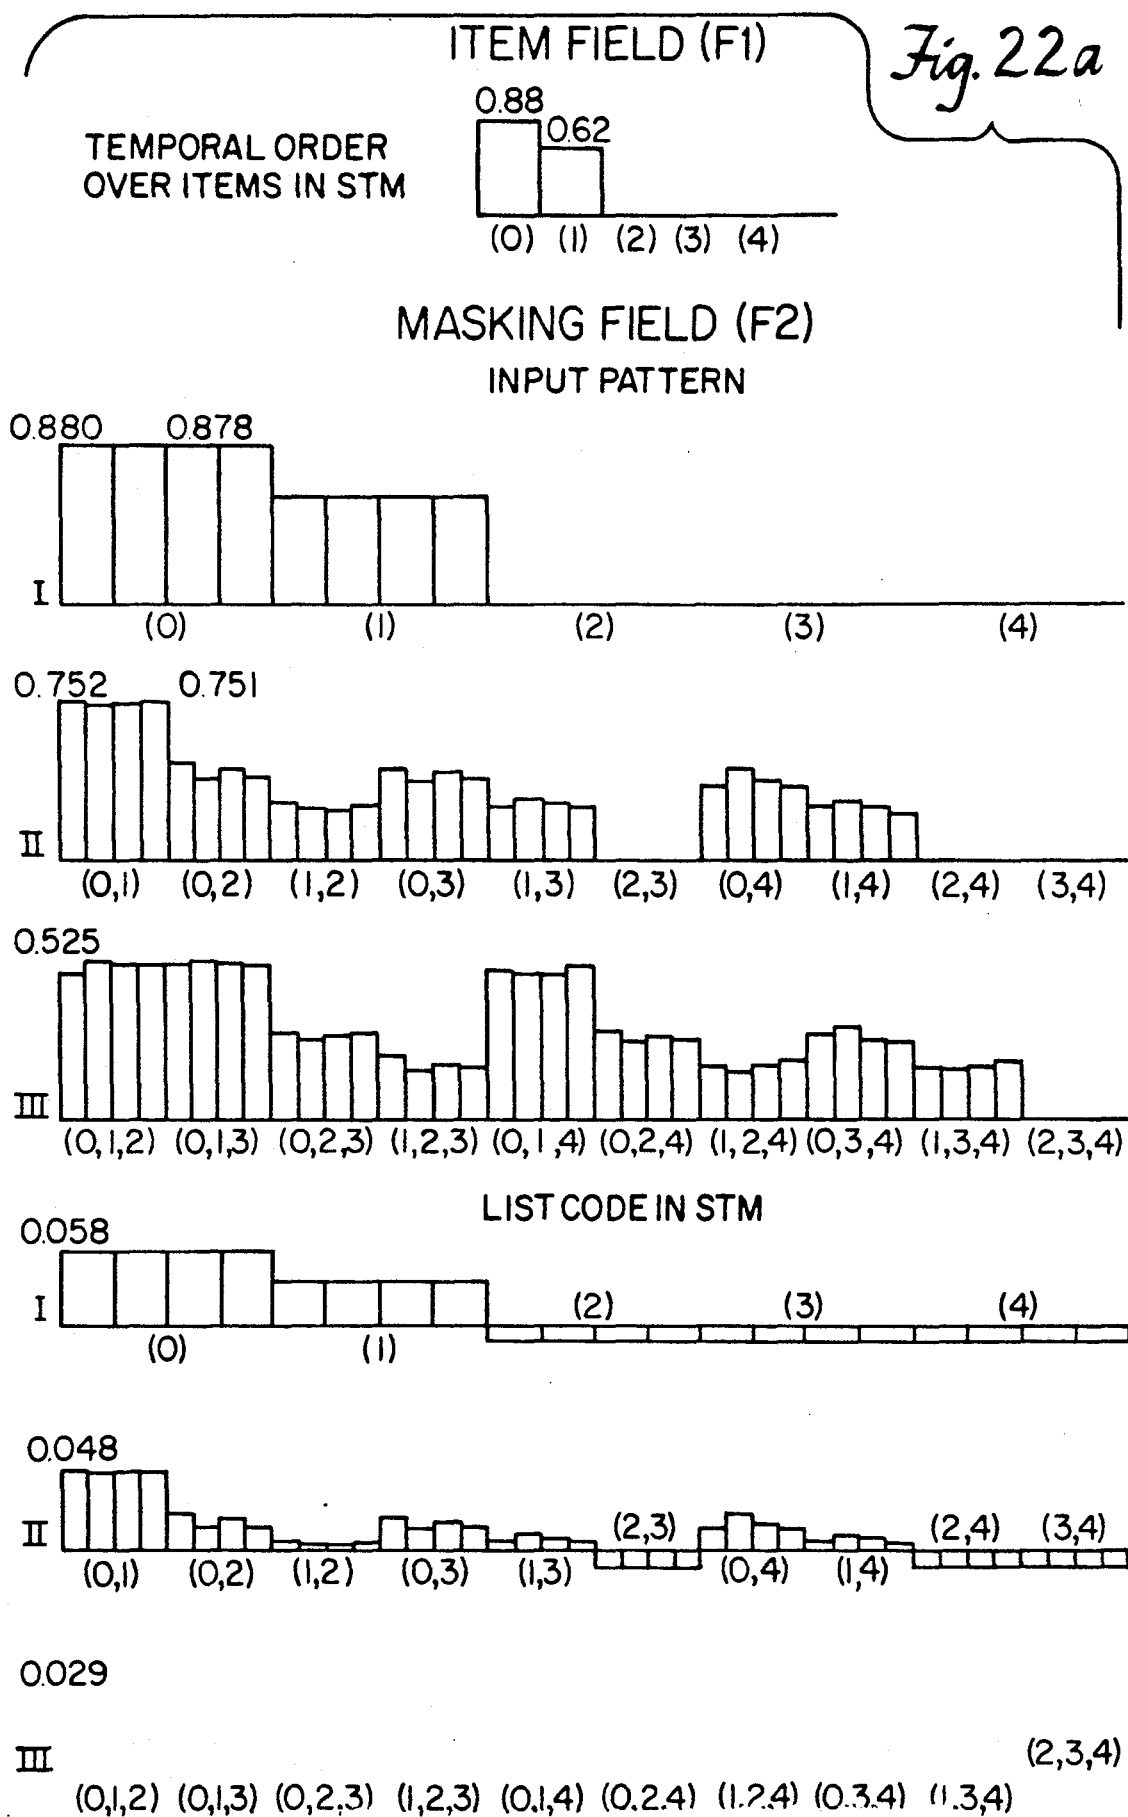 ITEM FIELD (F1)
Fig. 22a
0.88
0.62
TEMPORAL ORDER
OVER ITEMS IN STM
(0) (1) (2) (3) (4)
MASKING FIELD (F2)
INPUT PATTERN
0.880 0.878
I
(0) (1) (2) (3) (4)
0.752 0.751
II
(0,1) (0,2) (1,2) (0,3) (1,3) (2,3) (0,4) (1,4) (2,4) (3,4)
0.525
III
(0,1,2) (0,1,3) (0,2,3) (1,2,3) (0,1,4) (0,2,4) (1,2,4) (0,3,4) (1,3,4) (2,3,4)
LIST CODE IN STM
0.058
(2) (3) (4)
I
(0) (1)
0.048
(2,3) (2,4) (3,4)
II
(0,1) (0,2) (1,2) (0,3) (1,3) (0,4) (1,4)
0.029
III
(2,3,4)
(0,1,2) (0,1,3) (0,2,3) (1,2,3) (0,1,4) (0,2,4) (1,2,4) (0,3,4) (1,3,4)